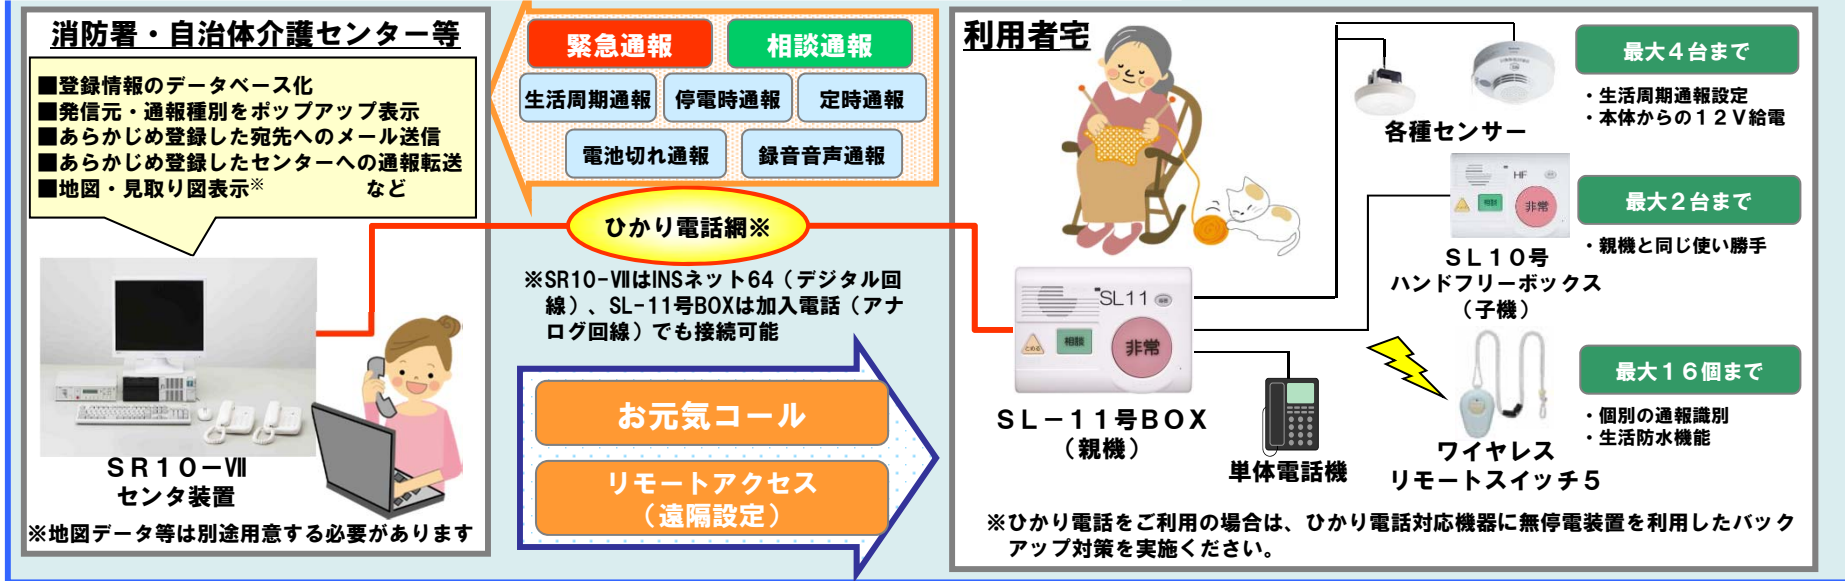 消防署・自治体介護センター等
■登録情報のデータベース化
■発信元・通報種別をポップアップ表示
■あらかじめ登録した宛先へのメール送信
■あらかじめ登録したセンターへの通報転送
■地図・見取り図表示※ など
SR10-Ⅶ
センタ装置
※地図データ等は別途用意する必要があります
緊急通報
相談通報
生活周期通報
停電時通報
定時通報
電池切れ通報
録音音声通報
ひかり電話網※
※SR10-ⅦはINSネット64（デジタル回
線）、SL-11号BOXは加入電話（アナ
ログ回線）でも接続可能
お元気コール
リモートアクセス
（遠隔設定）
利用者宅
各種センサー
最大４台まで
・生活周期通報設定
・本体からの１２Ｖ給電
HF
相談
非常
ＳＬ１０号
ハンドフリーボックス
（子機）
最大２台まで
・親機と同じ使い勝手
SL11
とめる
相談
非常
ＳＬ－１１号ＢＯＸ
（親機）
単体電話機
ワイヤレス
リモートスイッチ５
最大１６個まで
・個別の通報識別
・生活防水機能
※ひかり電話をご利用の場合は、ひかり電話対応機器に無停電装置を利用したバック
アップ対策を実施ください。